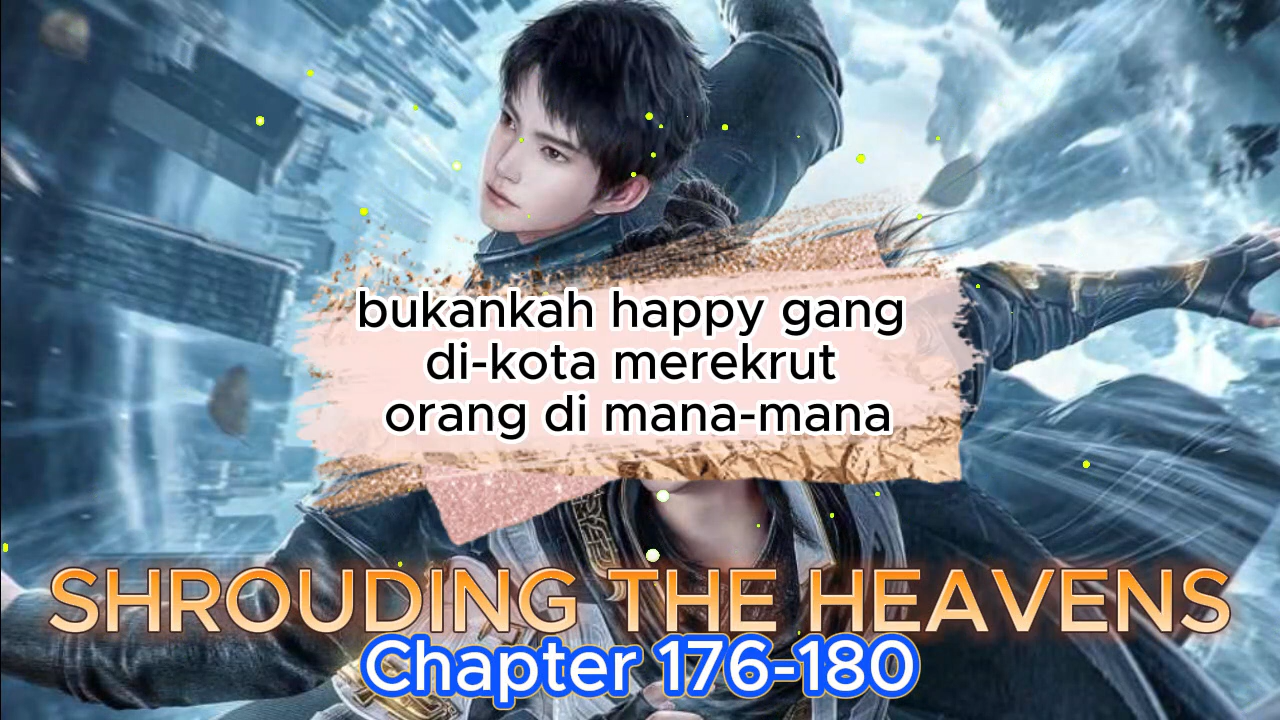 bukankah happy gang
di-kota merekrut
orang di mana-mana
SHROUDING THE HEAVENS
Chapter 176-180